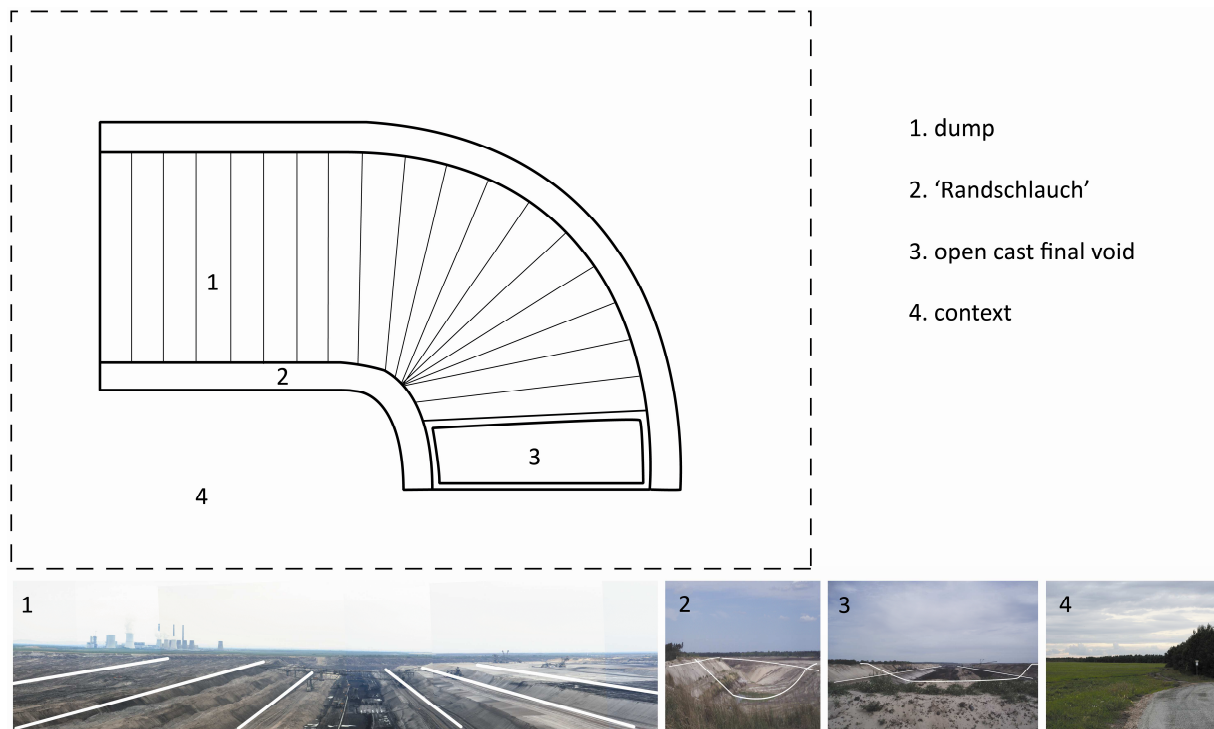 1
2
3
4
1. dump
2. ‘Randschlauch’
3. open cast final void
4. context
1
2
3
4